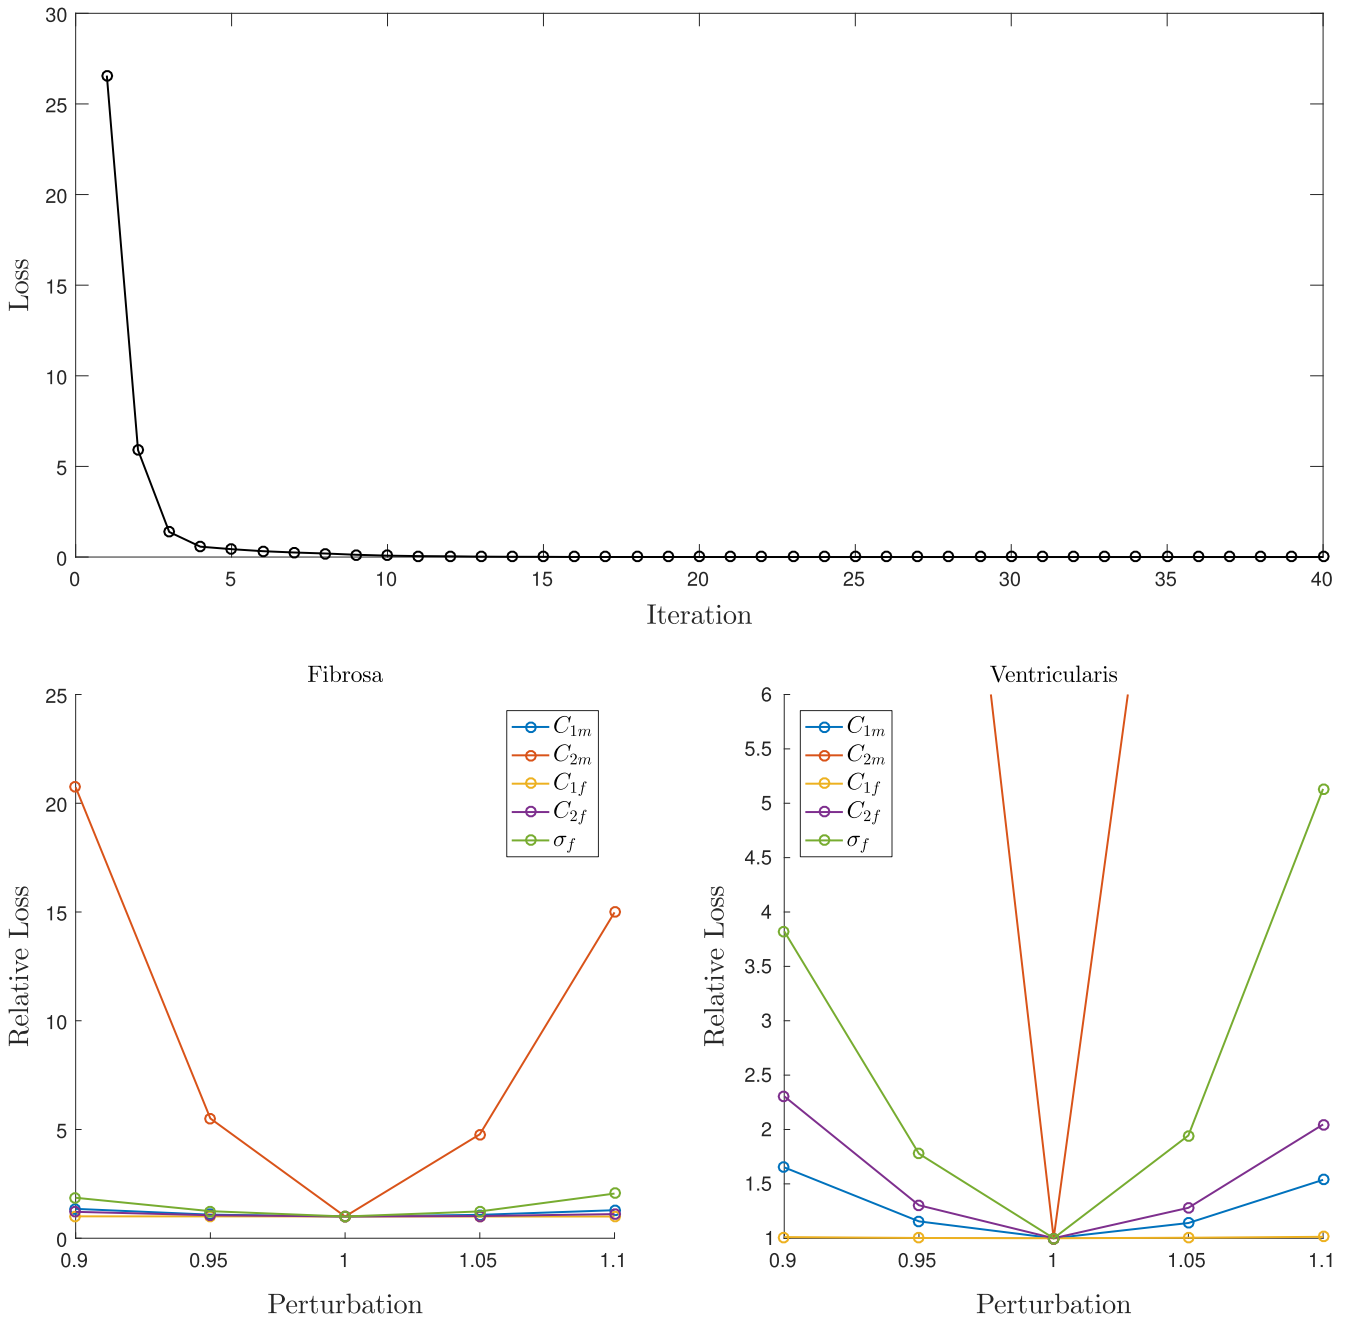 30
25
20
15
10
5
0
Loss
0 5 10 15 20 25 30 35 40
Iteration
Fibrosa
25
20
15
10
5
0
Relative Loss
C1m
C2m
C1f
C2f
σf
0.9 0.95 1 1.05 1.1
Perturbation
Ventricularis
6
5.5
5
4.5
4
3.5
3
2.5
2
1.5
1
Relative Loss
C1m
C2m
C1f
C2f
σf
0.9 0.95 1 1.05 1.1
Perturbation